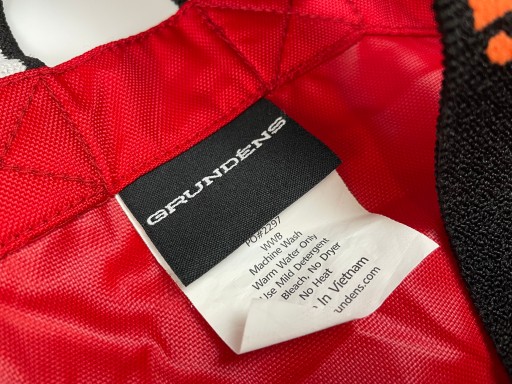 GRUNDÉNS
PO#2297
WWB
Machine Wash
Warm Water Only
Use Mild Detergent
Bleach, No Dryer
No Heat
In Vietnam
undens.com